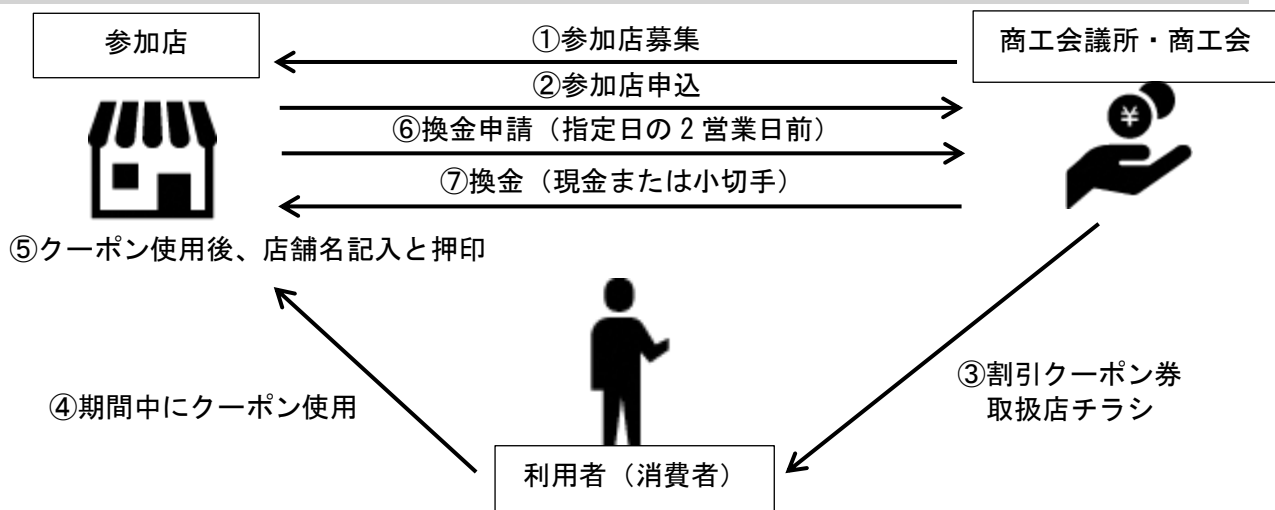 参加店
①参加店募集
商工会議所・商工会
②参加店申込
⑥換金申請（指定日の 2 営業日前）
¥
⑦換金（現金または小切手）
⑤クーポン使用後、店舗名記入と押印
③割引クーポン券
取扱店チラシ
④期間中にクーポン使用
利用者（消費者）